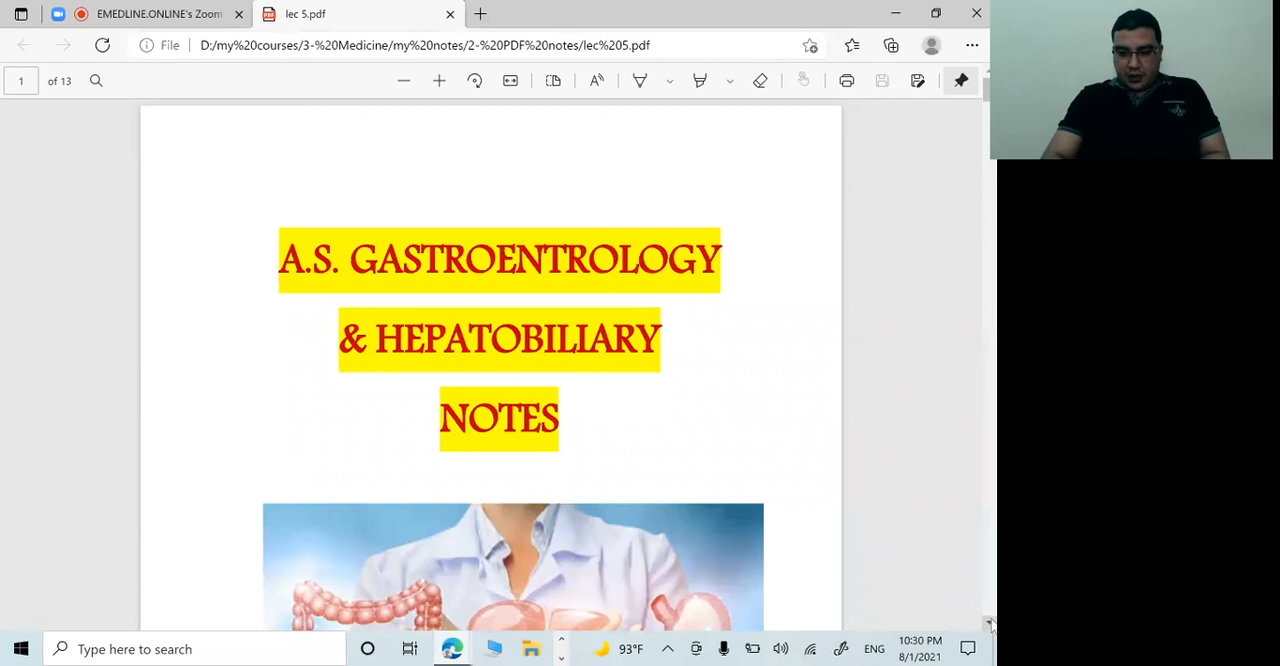 EMEDLINE.ONLINE's Zoom
lec 5.pdf
File
D:/my%20courses/3-%20Medicine/my%20notes/2-%20PDF%20notes/lec%205.pdf
1
of 13
A.S. GASTROENTROLOGY
& HEPATOBILIARY
NOTES
Type here to search
93°F
ENG
10:30 PM
8/1/2021